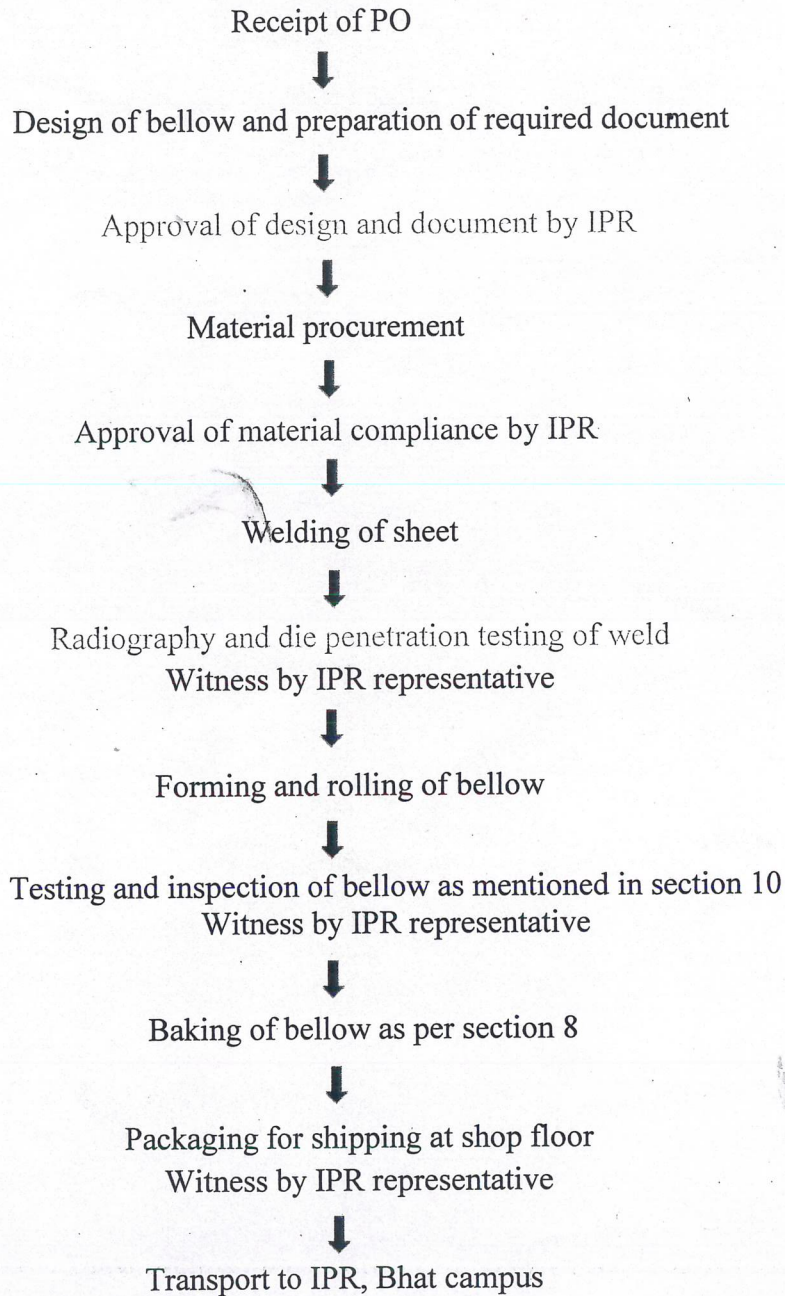 Receipt of PO
Design of bellow and preparation of required document
Approval of design and document by IPR
Material procurement
Approval of material compliance by IPR
Welding of sheet
Radiography and die penetration testing of weld
Witness by IPR representative
Forming and rolling of bellow
Testing and inspection of bellow as mentioned in section 10
Witness by IPR representative
Baking of bellow as per section 8
Packaging for shipping at shop floor
Witness by IPR representative
Transport to IPR, Bhat campus